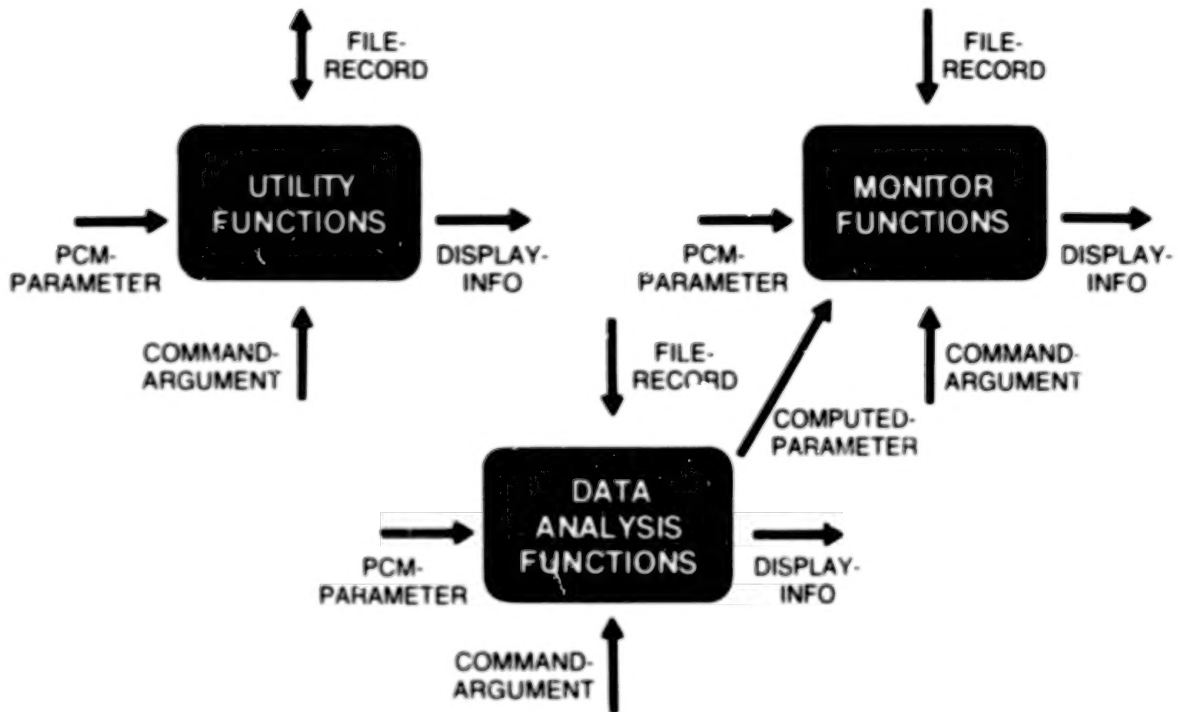 FILE-
RECORD
UTILITY
FUNCTIONS
PCM-
PARAMETER
DISPLAY-
INFO
COMMAND-
ARGUMENT
FILE-
RECORD
MONITOR
FUNCTIONS
PCM-
PARAMETER
DISPLAY-
INFO
COMMAND-
ARGUMENT
FILE-
RECORD
COMPUTED-
PARAMETER
DATA
ANALYSIS
FUNCTIONS
PCM-
PARAMETER
DISPLAY-
INFO
COMMAND-
ARGUMENT